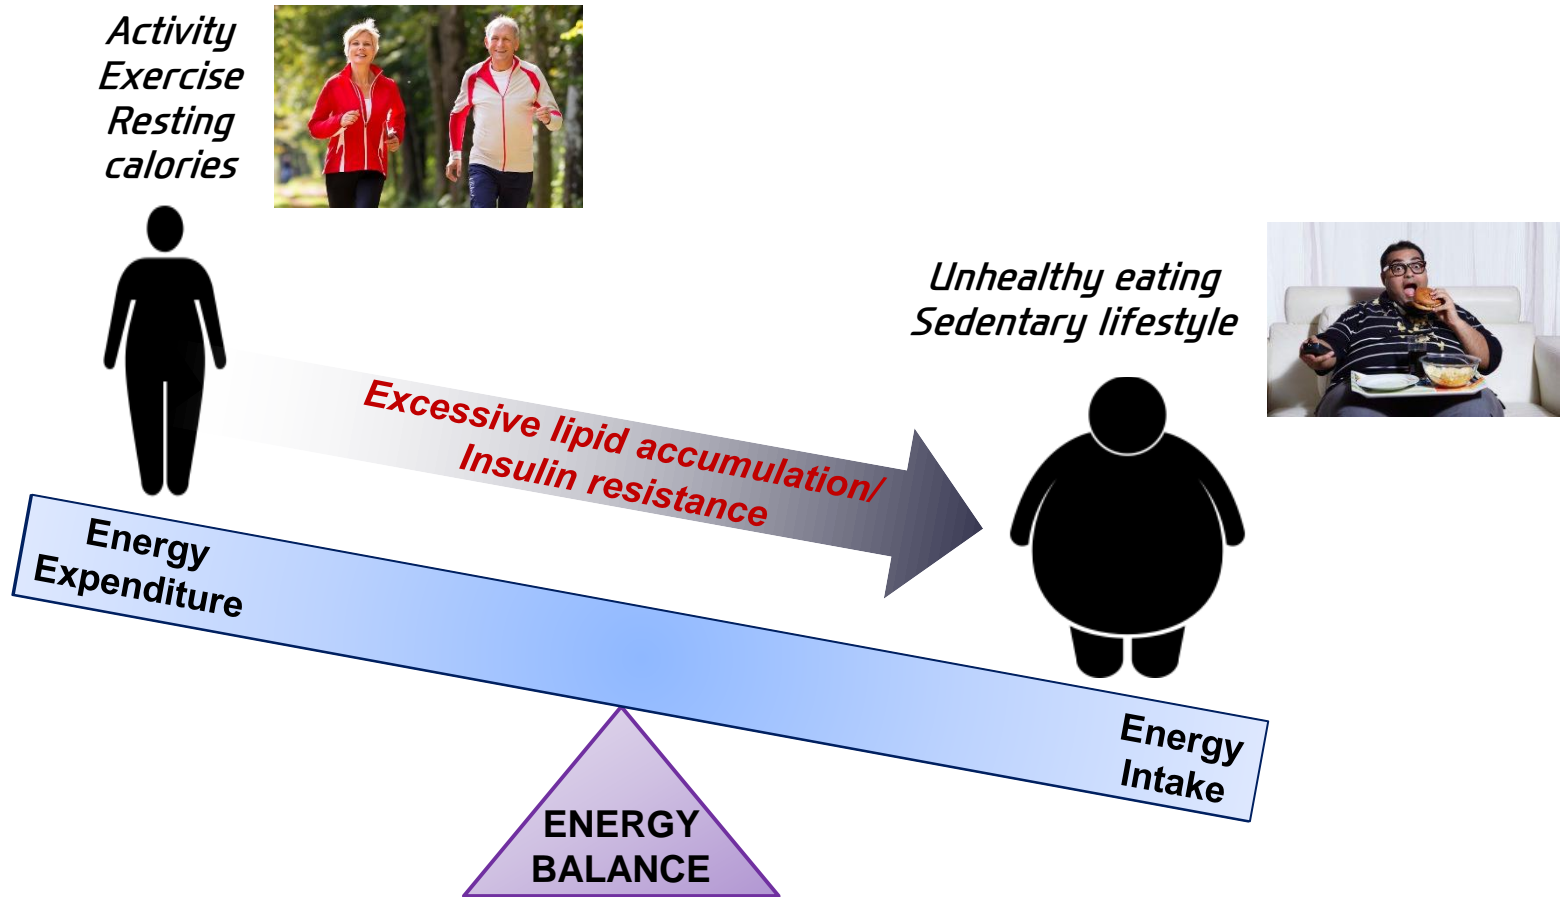 Activity
Exercise
Resting
calories
Unhealthy eating
Sedentary lifestyle
Excessive lipid accumulation/
Insulin resistance
Energy
Expenditure
Energy
Intake
ENERGY
BALANCE